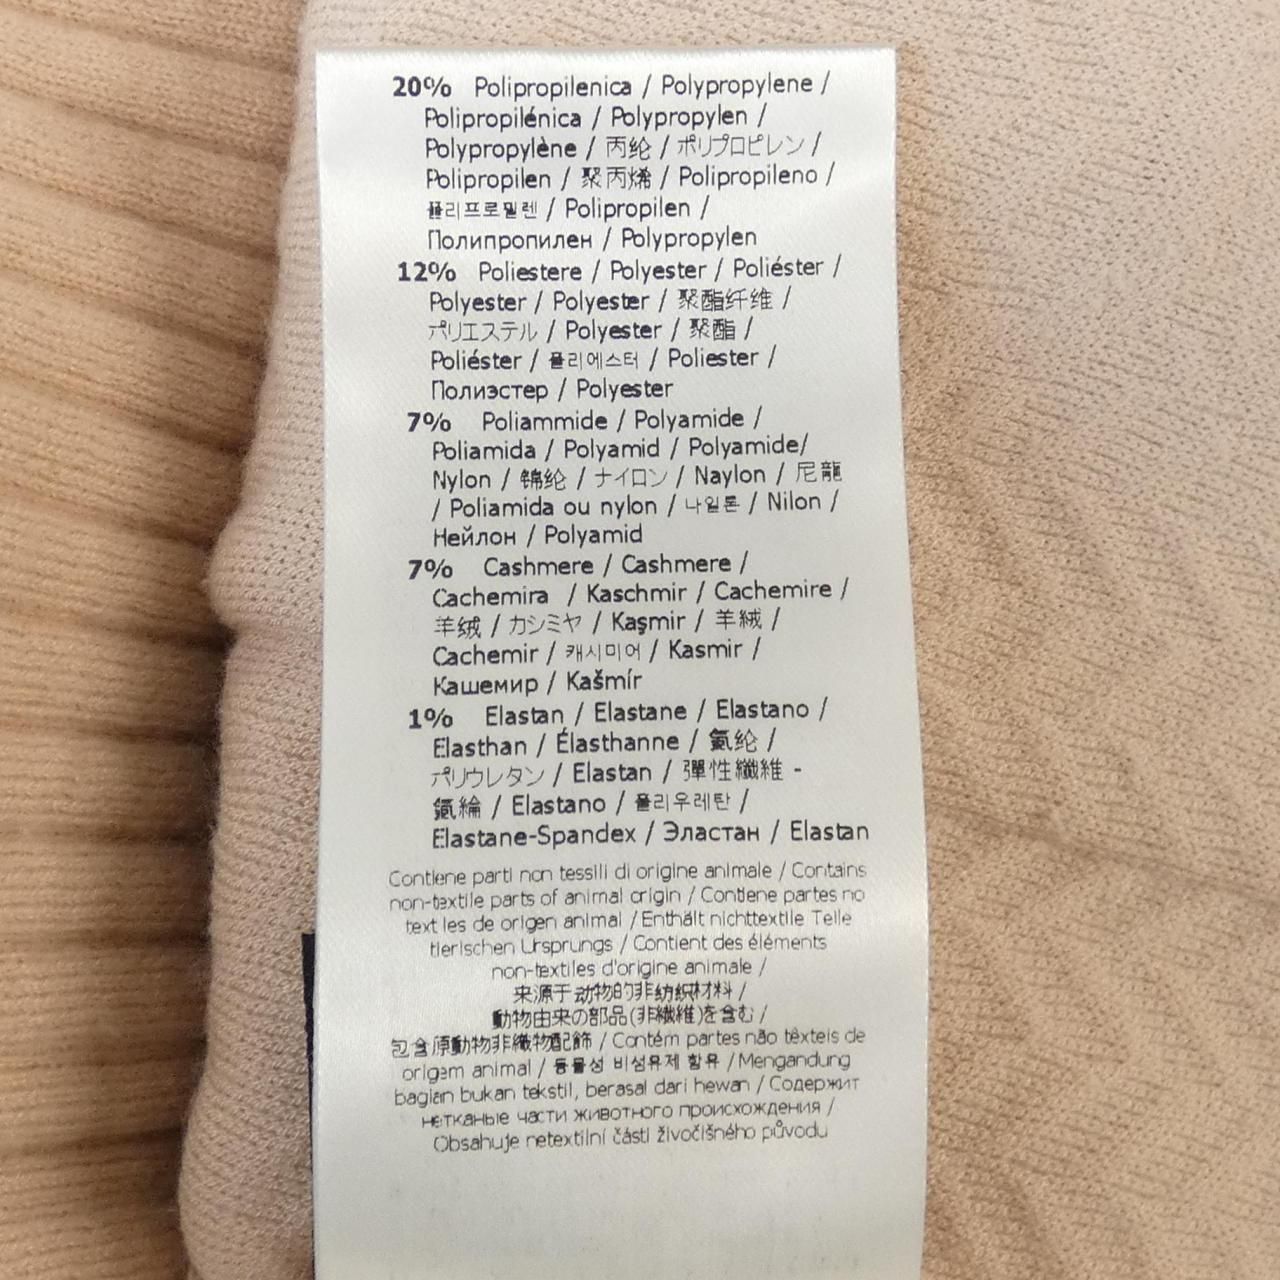 20% Polipropilenica / Polypropylene /
Polipropilénica / Polypropylen /
Polypropylène / 丙纶 / ポリプロピレン /
Polipropilen / 聚丙烯 / Polipropileno /
폴리프로필렌 / Polipropilen /
Полипропилен / Polypropylen
12% Poliestere / Polyester / Poliéster /
Polyester / Polyester / 聚酯纤维 /
ポリエステル / Polyester / 聚酯 /
Poliéster / 폴리에스터 / Poliester /
Полиэстер / Polyester
7% Poliammide / Polyamide /
Poliamida / Polyamid / Polyamide/
Nylon / 锦纶 / ナイロン / Naylon / 尼龍
/ Poliamida ou nylon / 나일론 / Nilon /
Нейлон / Polyamid
7% Cashmere / Cashmere /
Cachemira / Kaschmir / Cachemire /
羊绒 / カシミヤ / Kaşmir / 羊絨 /
Cachemir / 캐시미어 / Kasmir /
Кашемир / Kašmír
1% Elastan / Elastane / Elastano /
Elasthan / Élasthanne / 氨纶 /
ポリウレタン / Elastan / 彈性纖維 -
氨綸 / Elastano / 폴리우레탄 /
Elastane-Spandex / Эластан / Elastan
Contiene parti non tessili di origine animale / Contains
non-textile parts of animal origin / Contiene partes no
textiles de origen animal / Enthält nichttextile Teile
tierischen Ursprungs / Contient des éléments
non-textiles d'origine animale /
来源于动物的非纺织材料 /
動物由来の部品(非繊維)を含む /
包含原動物非織物配飾 / Contém partes não têxteis de
origem animal / 동물성 비섬유제 함유 / Mengandung
bagian bukan tekstil, berasal dari hewan / Содержит
нетканые части животного происхождения /
Obsahuje netextilní části živočišného původu